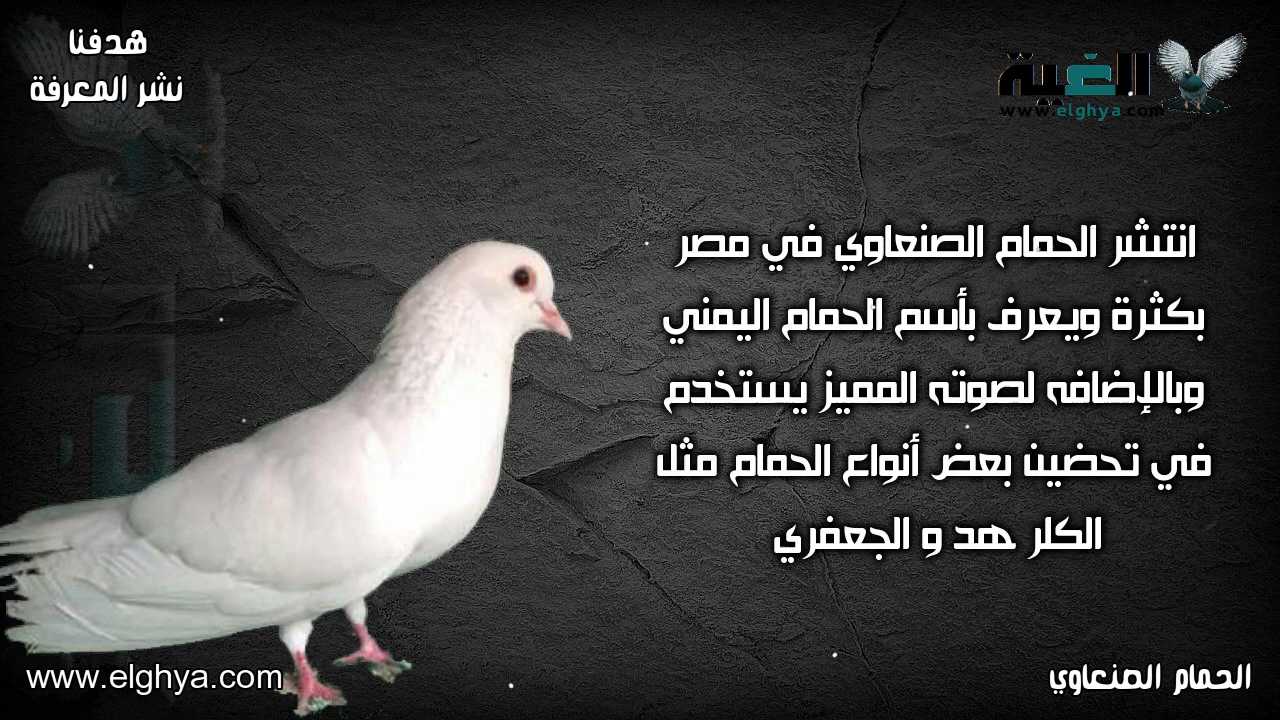 هدفنا
نشر المعرفة
الغية
www.elghya.com
انتشر الحمام الصنعاوي في مصر
بكثرة ويعرف بأسم الحمام اليمني
وبالإضافه لصوته المميز يستخدم
في تحضين بعض أنواع الحمام مثل
الكلر هد و الجعفري
www.elghya.com
الحمام الصنعاوي